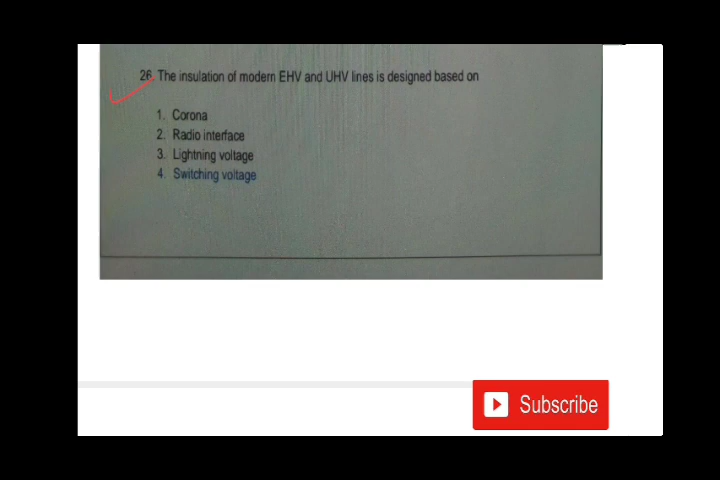 26. The insulation of modern EHV and UHV lines is designed based on
1. Corona
2. Radio interface
3. Lightning voltage
4. Switching voltage
Subscribe